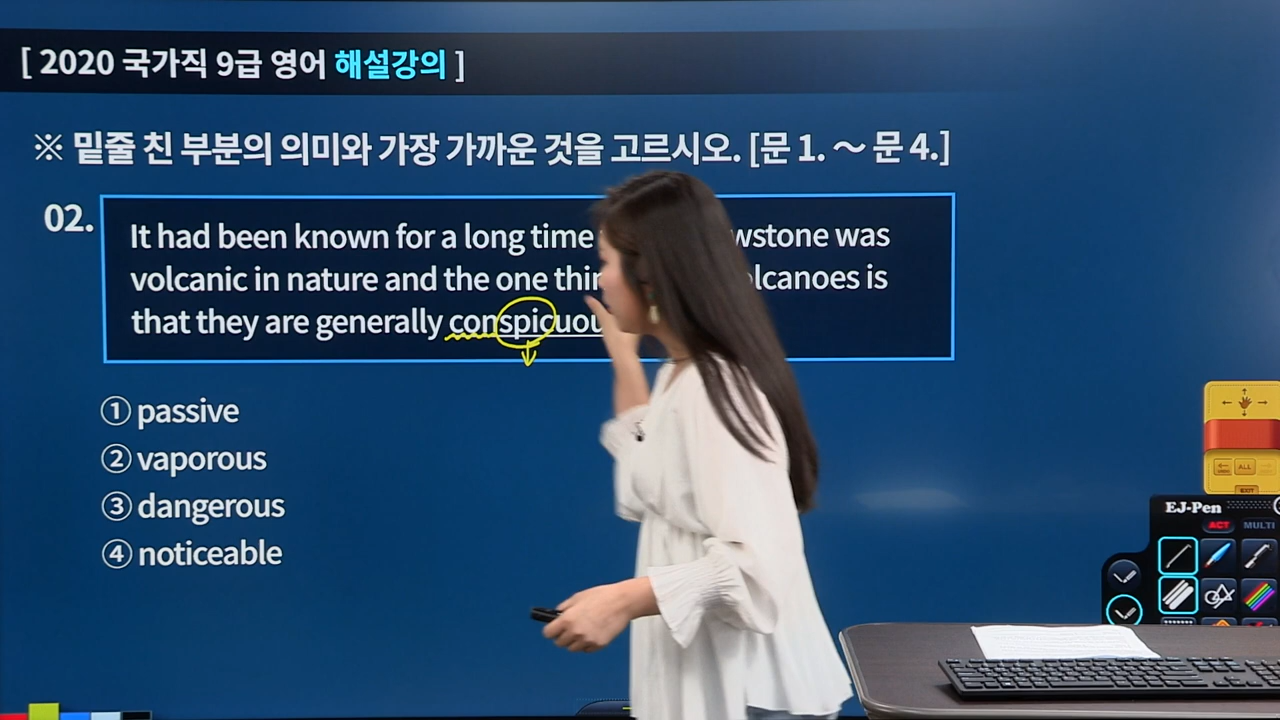 [ 2020 국가직 9급 영어 해설강의 ]
※ 밑줄 친 부분의 의미와 가장 가까운 것을 고르시오. [문 1. ~ 문 4.]
02.
It had been known for a long time was
volcanic in nature and the one is
that they are generally
① passive
② vaporous
③ dangerous
④ noticeable
ALL
EXIT
EJ-Pen
ACT MULTI